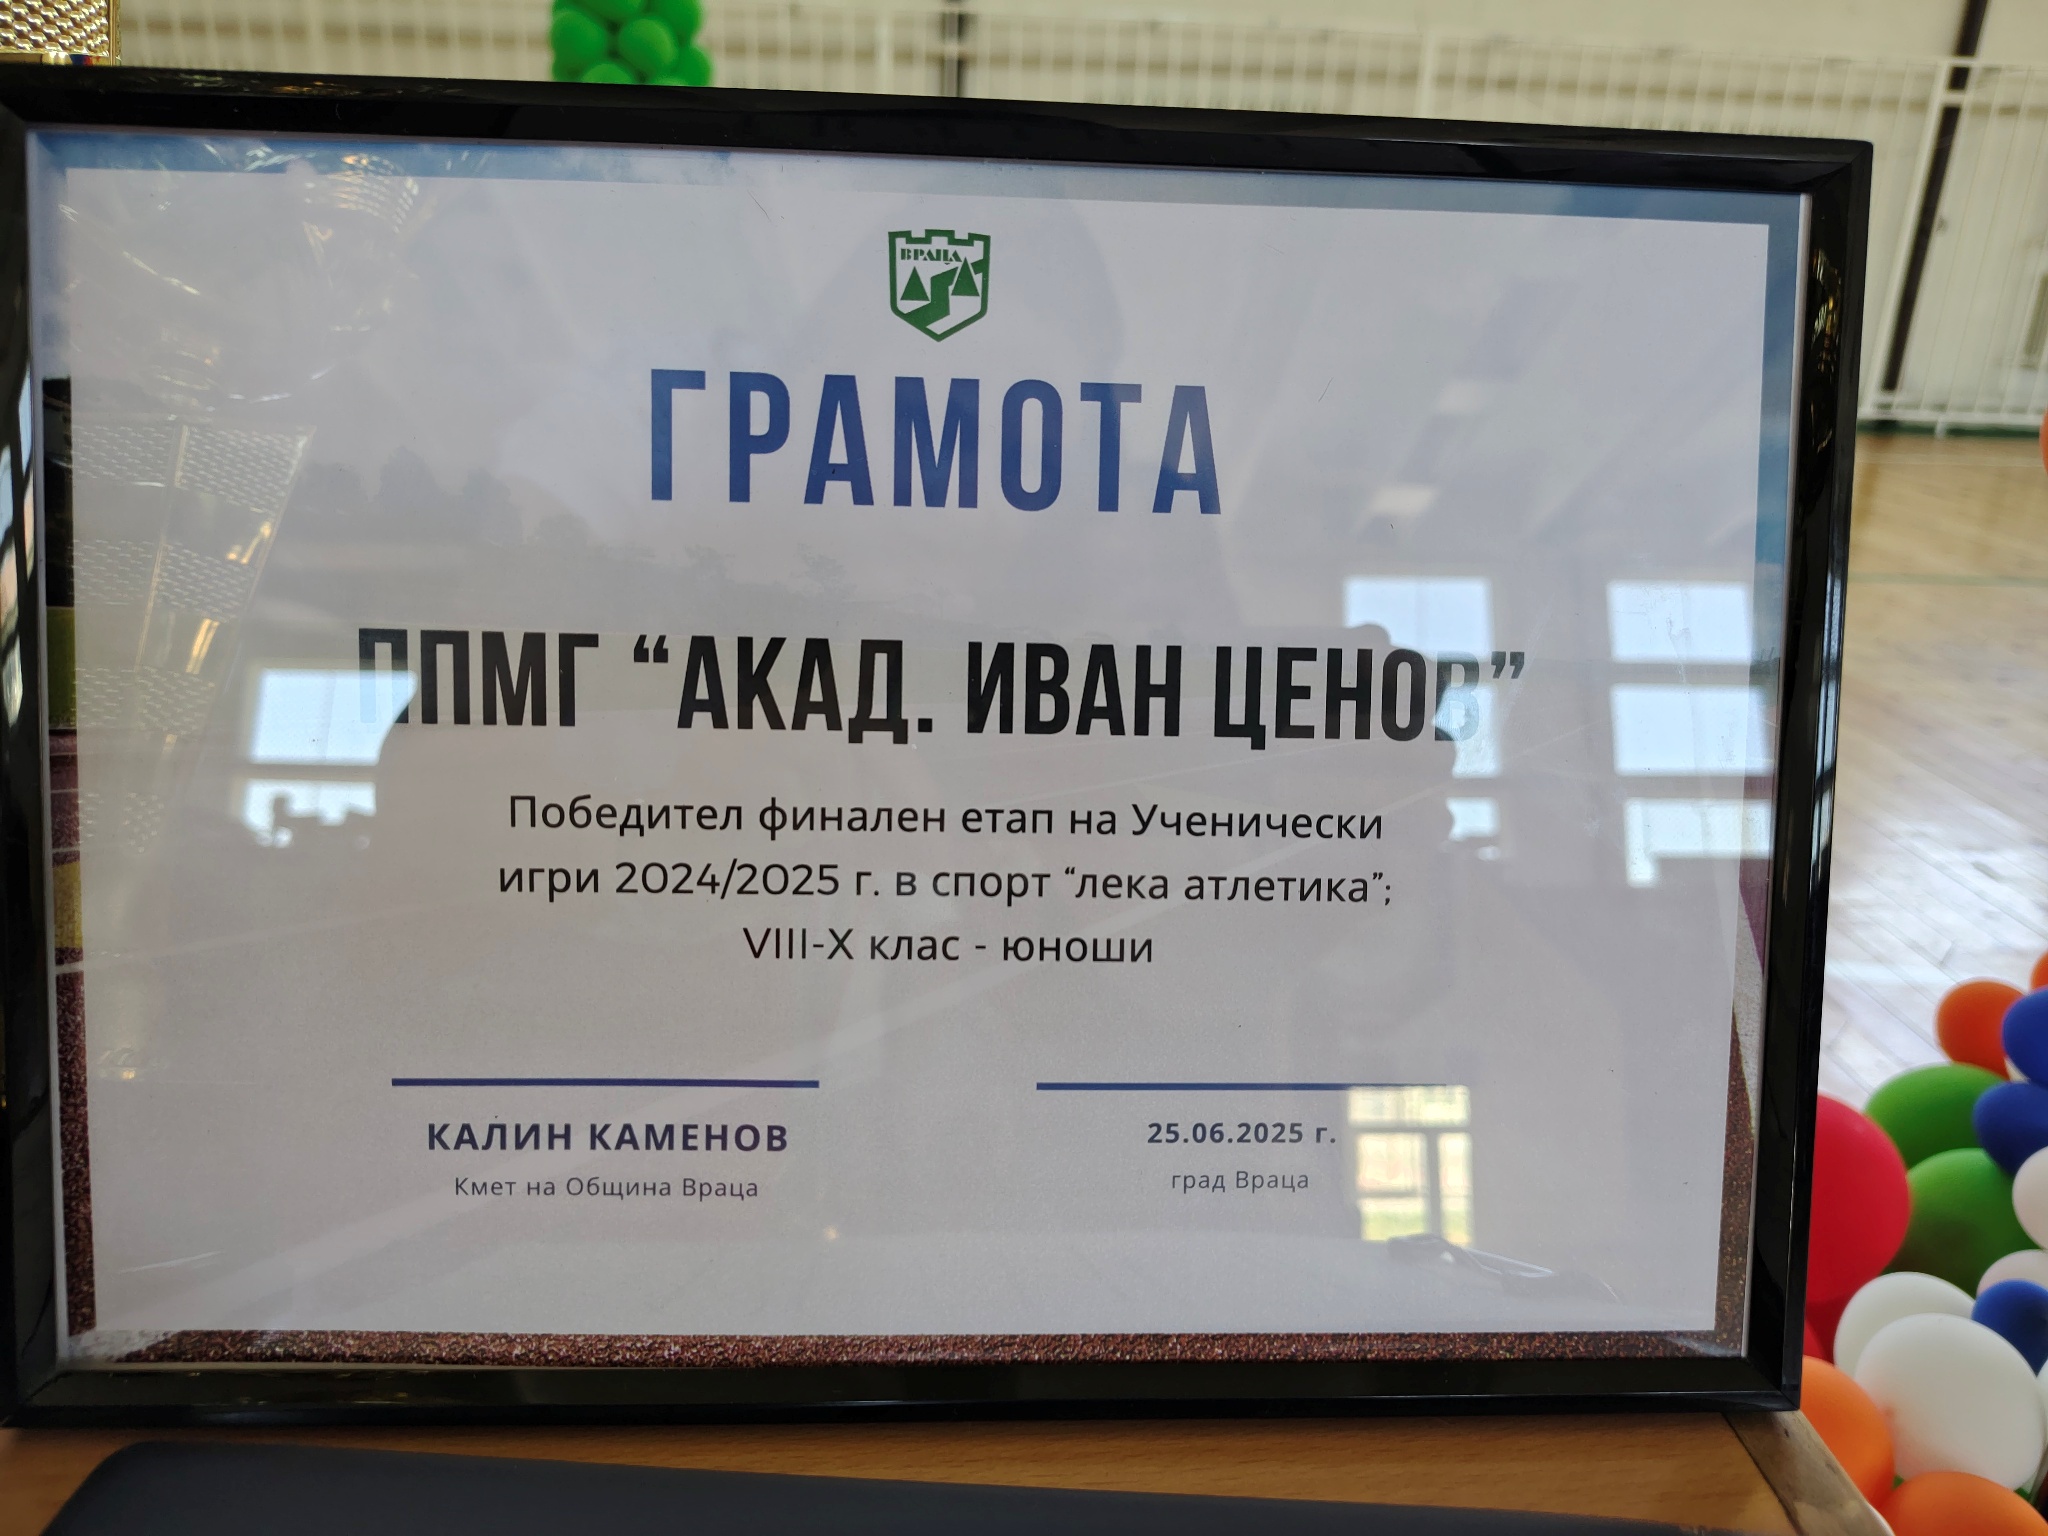 ВРАЦА
ГРАМОТА
ППМГ “АКАД. ИВАН ЦЕНОВ”
Победител финален етап на Ученически
игри 2024/2025 г. в спорт “лека атлетика”;
VIII-X клас - юноши
КАЛИН КАМЕНОВ
Кмет на Община Враца
25.06.2025 г.
град Враца